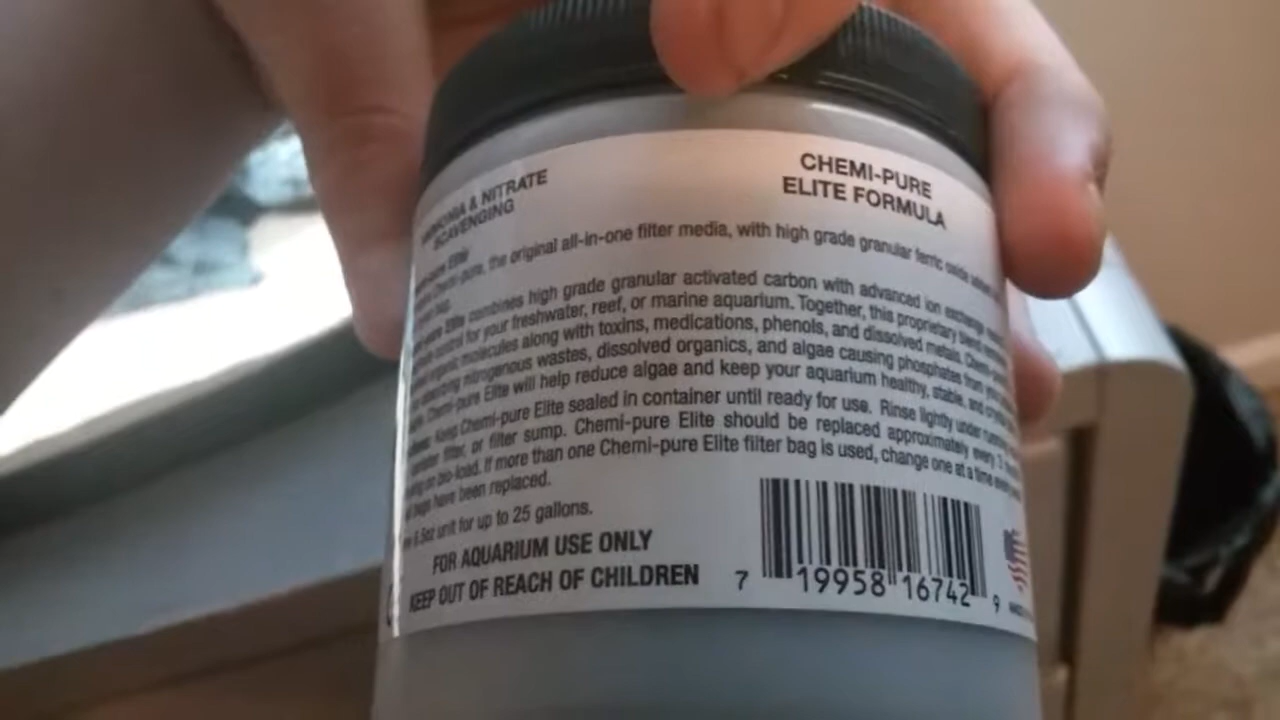 & NITRATE
SCAVENGING
CHEMI-PURE
ELITE FORMULA
Elite
Chemi-pure, the original all-in-one filter media, with high grade granular ferric oxide
bag.
Elite combines high grade granular activated carbon with advanced ion exchange
control for your freshwater, reef, or marine aquarium. Together, this proprietary blend
organic molecules along with toxins, medications, phenols, and dissolved metals.
nitrogenous wastes, dissolved organics, and algae causing phosphates from
Chemi-pure Elite will help reduce algae and keep your aquarium healthy, stable, and
Keep Chemi-pure Elite sealed in container until ready for use. Rinse lightly under
filter, or filter sump. Chemi-pure Elite should be replaced approximately every
on bio-load. If more than one Chemi-pure Elite filter bag is used, change one at a time
bags have been replaced.
unit for up to 25 gallons.
FOR AQUARIUM USE ONLY
KEEP OUT OF REACH OF CHILDREN
7 19958 16742 9